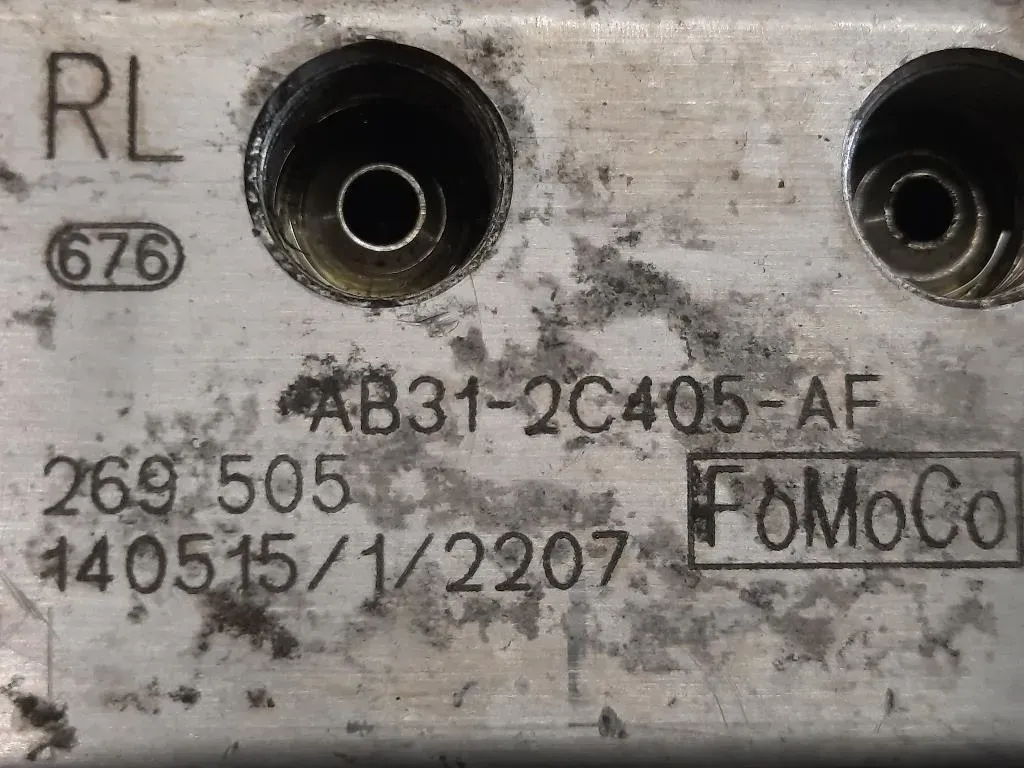 RL
676
AB31-2C405-AF
269 505
FoMoCo
140515/1/2207